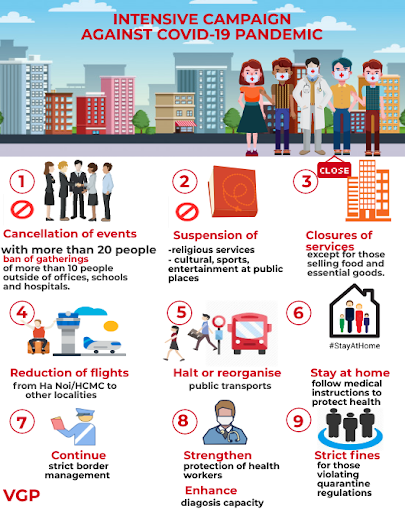 INTENSIVE CAMPAIGN
AGAINST COVID-19 PANDEMIC
1
Cancellation of events
with more than 20 people
ban of gatherings
of more than 10 people
outside of offices, schools
and hospitals.
2
Suspension of
-religious services
- cultural, sports,
entertainment at public
places
3
CLOSE
Closures of
services
except for those
selling food and
essential goods.
4
Reduction of flights
from Ha Noi/HCMC to
other localities
5
Halt or reorganise
public transports
6
#StayAtHome
Stay at home
follow medical
instructions to
protect health
7
Continue
strict border
management
8
Strengthen
protection of health
workers
Enhance
diagosis capacity
9
Strict fines
for those
violating
quarantine
regulations
VGP